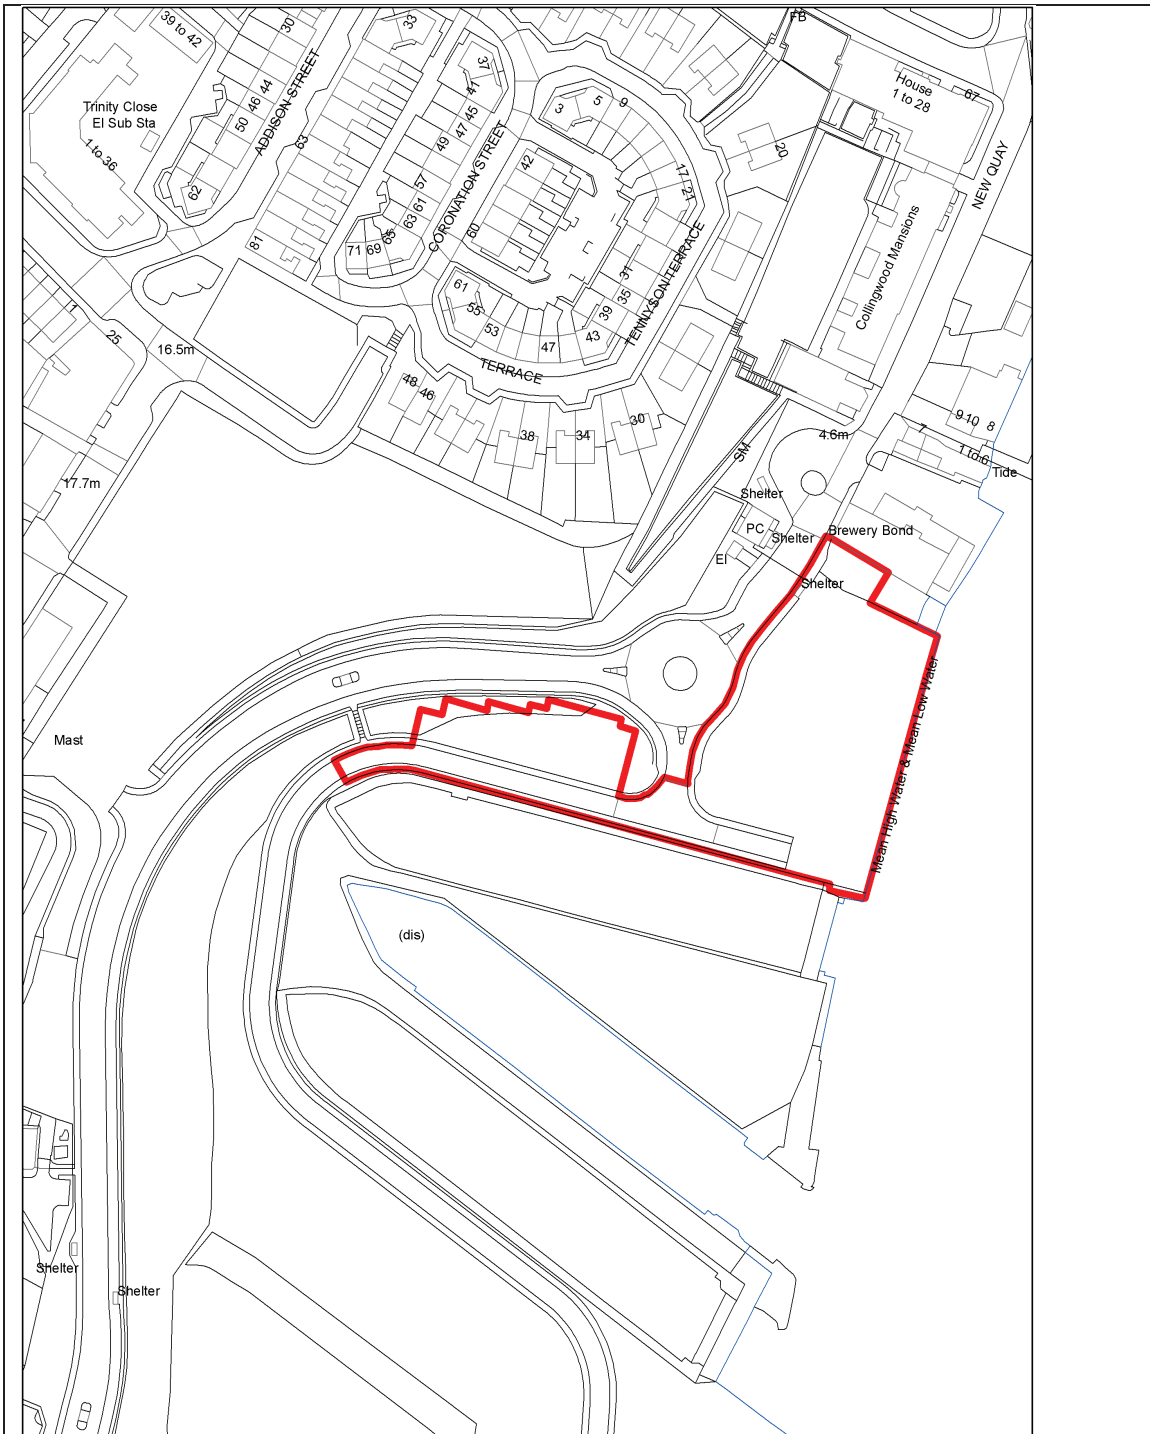 39 to 42
30
33
FB
37
House
1 to 28
67
44
46
50
41
45
47
49
3
5
9
Trinity Close
El Sub Sta
1 to 36
ADDISON STREET
63
62
57
61
63
65
69
71
CORONATION STREET
42
60
17
21
20
NEW QUAY
81
61
55
53
47
43
39
35
31
TENNYSON TERRACE
Collingwood Mansions
1
25
16.5m
TERRACE
48
46
38
34
30
9
10
8
7
1 to 6
Tide
4.6m
SM
17.7m
Shelter
PC
Shelter
El
Brewery Bond
Shelter
Mean High Water & Mean Low Water
Mast
(dis)
Shelter
Shelter